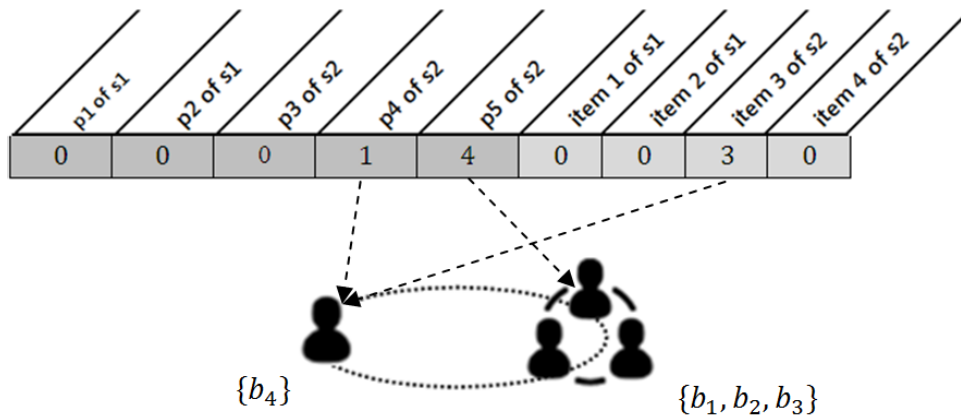 p1 of s1 p2 of s1 p3 of s2 p4 of s2 p5 of s2 item 1 of s1 item 2 of s1 item 3 of s2 item 4 of s2
0 0 0 1 4 0 0 3 0
{b₄} {b₁, b₂, b₃}